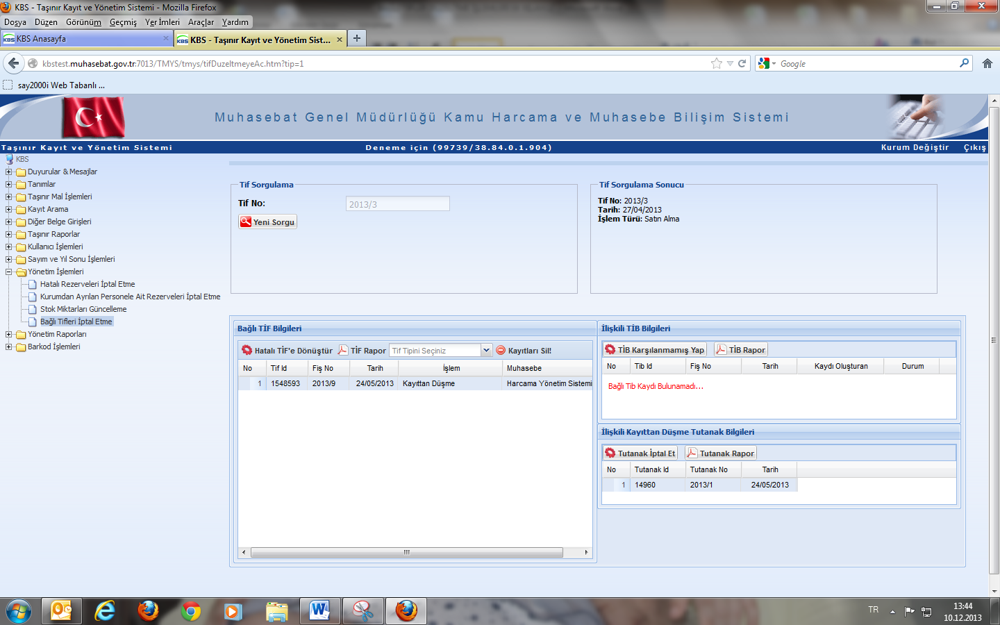 KBS - Taşınır Kayıt ve Yönetim Sistemi - Mozilla Firefox
Dosya Düzen Görünüm Geçmiş Yer İmleri Araçlar Yardım
KBS KBS Anasayfa
KBS KBS - Taşınır Kayıt ve Yönetim Sist...
kbstest.muhasebat.gov.tr:7013/TMYS/tmys/tifDuzeltmeyeAc.htm?tip=1
Google
say2000i Web Tabanlı ...
Muhasebat Genel Müdürlüğü Kamu Harcama ve Muhasebe Bilişim Sistemi
Taşınır Kayıt ve Yönetim Sistemi
Deneme için (99739/38.84.0.1.904)
Kurum Değiştir Çıkış
KBS
Duyurular & Mesajlar
Tanımlar
Taşınır Mal İşlemleri
Kayıt Arama
Diğer Belge Girişleri
Taşınır Raporlar
Kullanıcı İşlemleri
Sayım ve Yıl Sonu İşlemleri
Yönetim İşlemleri
Hatalı Rezerveleri İptal Etme
Kurumdan Ayrılan Personele Ait Rezerveleri İptal Etme
Stok Miktarları Güncelleme
Bağlı Tifleri İptal Etme
Yönetim Raporları
Barkod İşlemleri
Tif Sorgulama
Tif No: 2013/3
Yeni Sorgu
Tif Sorgulama Sonucu
Tif No: 2013/3
Tarih: 27/04/2013
İşlem Türü: Satın Alma
Bağlı TİF Bilgileri
Hatalı TİF'e Dönüştür TİF Rapor Tif Tipini Seçiniz Kayıtları Sil!
No Tif Id Fiş No Tarih İşlem Muhasebe
1 1548593 2013/9 24/05/2013 Kayıttan Düşme Harcama Yönetim Sistemi
İlişkili TİB Bilgileri
TİB Karşılanmamış Yap TİB Rapor
No Tib Id Fiş No Tarih Kaydı Oluşturan Durum
Bağlı Tib Kaydı Bulunamadı...
İlişkili Kayıttan Düşme Tutanak Bilgileri
Tutanak İptal Et Tutanak Rapor
No Tutanak Id Tutanak No Tarih
1 14960 2013/1 24/05/2013
TR
13:44
10.12.2013